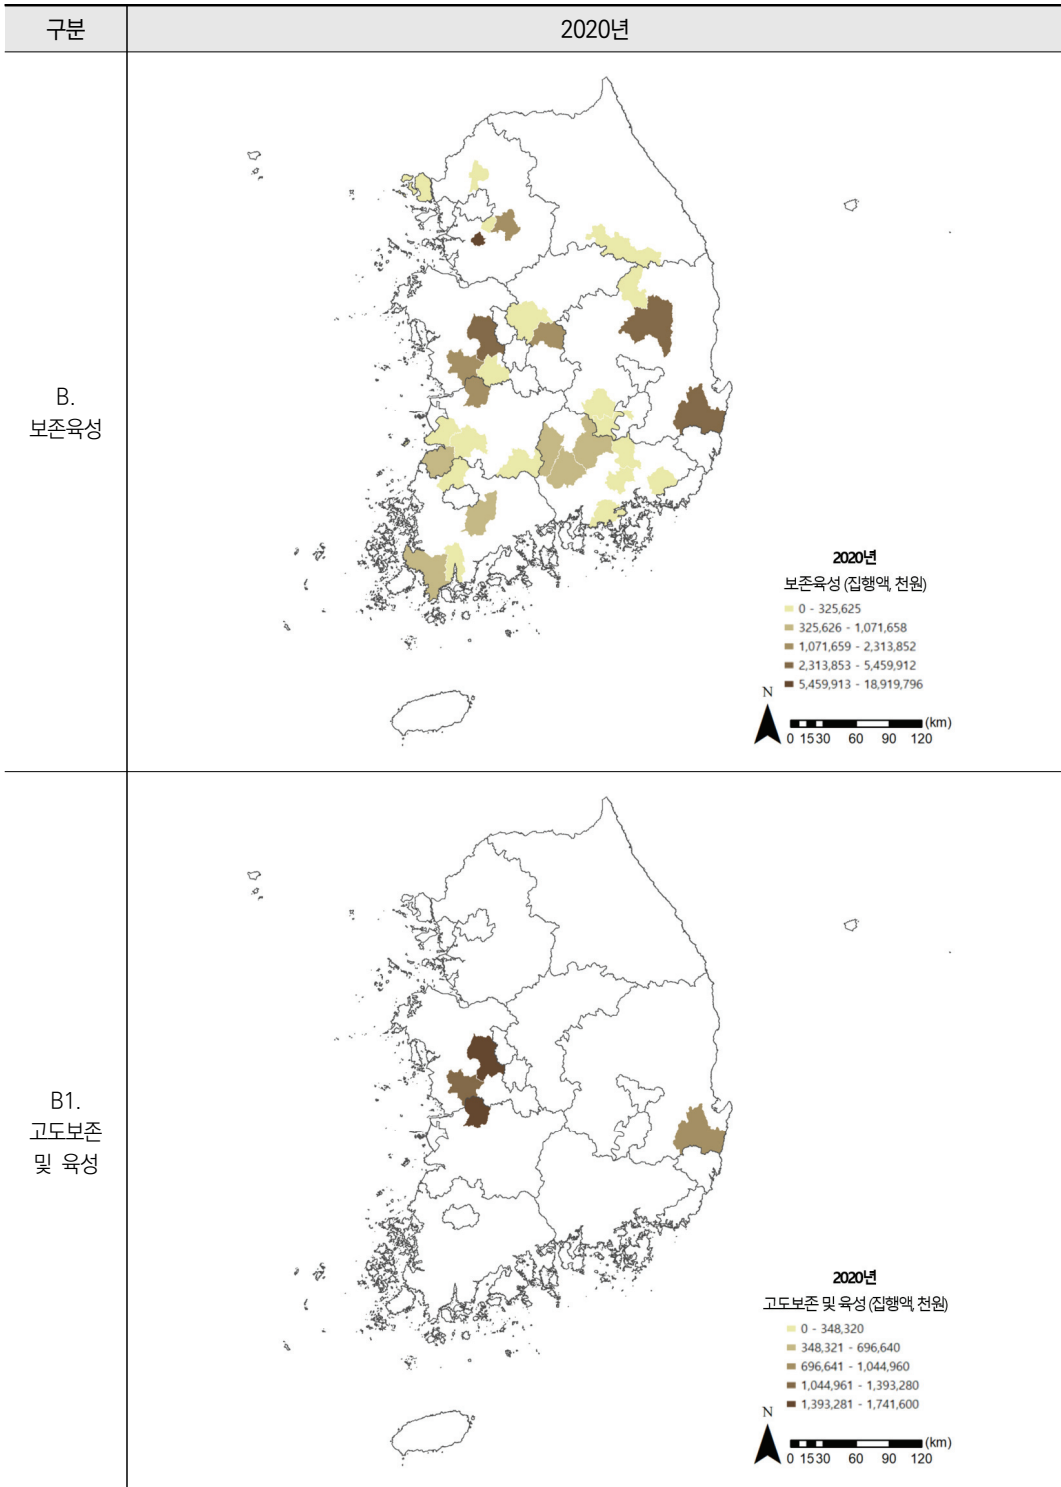 구분
2020년
B.
보존육성
2020년
보존육성 (집행액, 천원)
0 - 325,625
325,626 - 1,071,658
1,071,659 - 2,313,852
2,313,853 - 5,459,912
5,459,913 - 18,919,796
N
(km)
0 15 30 60 90 120
B1.
고도보존
및 육성
2020년
고도보존 및 육성 (집행액, 천원)
0 - 348,320
348,321 - 696,640
696,641 - 1,044,960
1,044,961 - 1,393,280
1,393,281 - 1,741,600
N
(km)
0 15 30 60 90 120